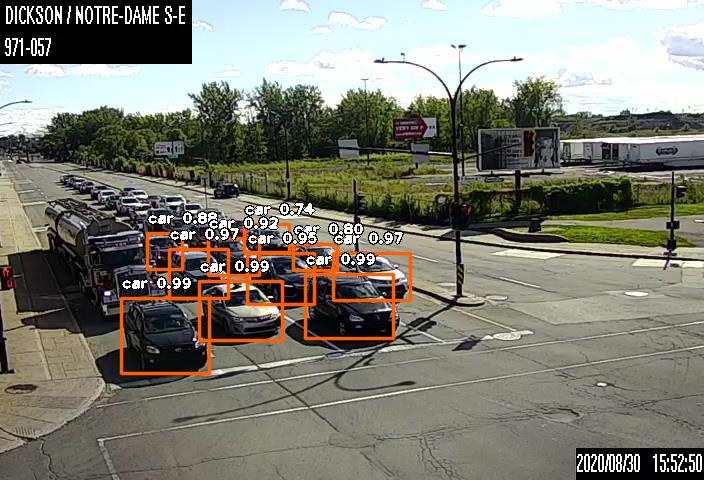 DICKSON / NOTRE-DAME S-E
971-057
car 0.74
car 0.88
car 0.92
car 0.80
car 0.97
car 0.95
car 0.97
car 0.99
car 0.99
car 0.99
2020/08/30 15:52:50